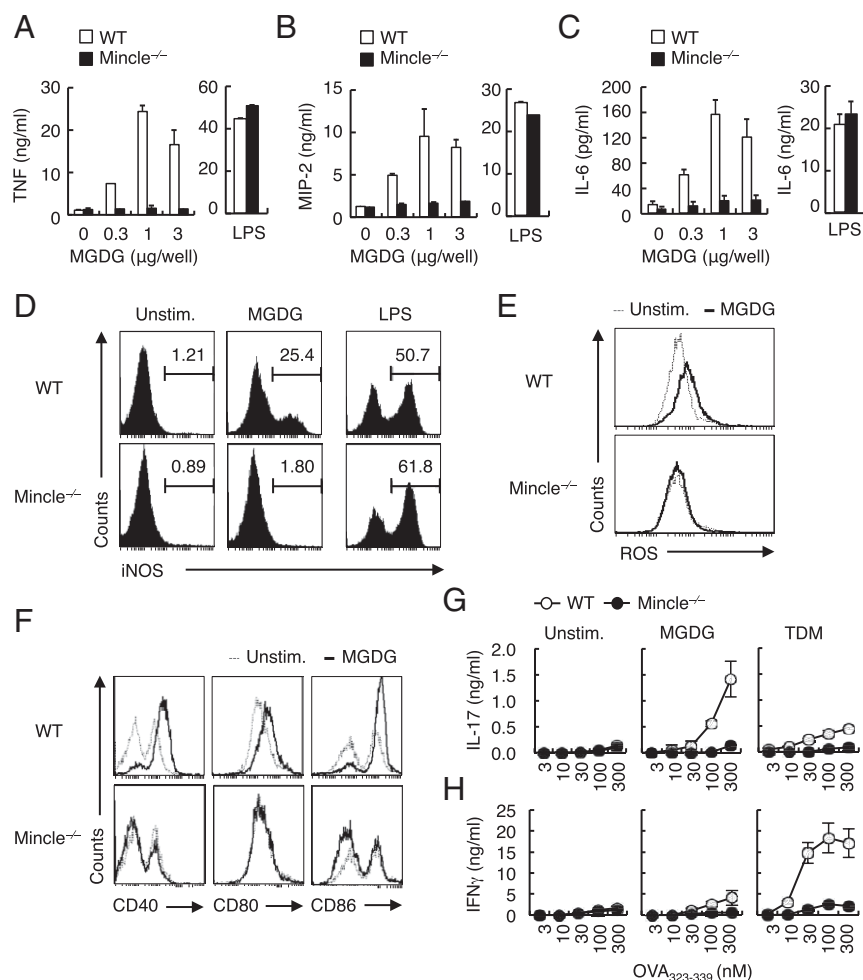 A
WT
Mincle–/–
TNF (ng/ml)
30
20
10
0
0 0.3 1 3
MGDG (µg/well)
60
40
20
0
LPS
B
WT
Mincle–/–
MIP-2 (ng/ml)
15
10
5
0
0 0.3 1 3
MGDG (µg/well)
30
20
10
0
LPS
C
WT
Mincle–/–
IL-6 (pg/ml)
200
160
120
80
40
0
0 0.3 1 3
MGDG (µg/well)
IL-6 (ng/ml)
30
20
10
0
LPS
D
Unstim. MGDG LPS
WT
1.21 25.4 50.7
Mincle–/–
0.89 1.80 61.8
Counts
iNOS
E
Unstim. MGDG
WT
Mincle–/–
Counts
ROS
F
Unstim. MGDG
WT
Mincle–/–
Counts
CD40 CD80 CD86
G
WT Mincle–/–
Unstim. MGDG TDM
IL-17 (ng/ml)
2.0
1.5
1.0
0.5
0.0
3 10 30 100 300 3 10 30 100 300 3 10 30 100 300
H
IFNγ (ng/ml)
25
20
15
10
5
0
3 10 30 100 300 3 10 30 100 300 3 10 30 100 300
OVA323-339 (nM)